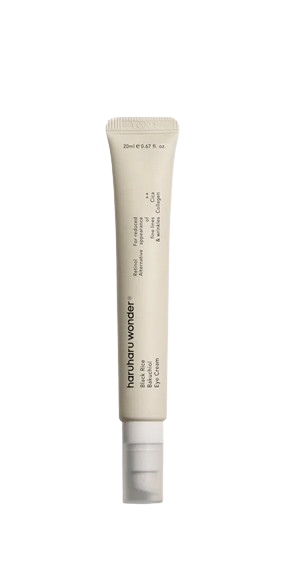 20ml ℮ 0.67 fl. oz.
haruharu wonder®
Black Rice
Bakuchiol
Eye Cream
Retinol
Alternative
For reduced
appearance
of
fine lines
& wrinkles
++
Cica
Collagen